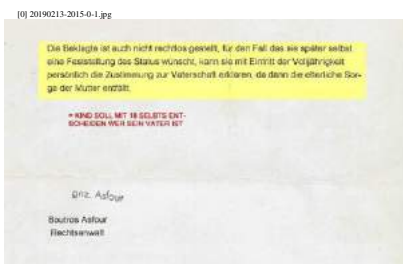 [0] 20190213-2015-0-1.jpg
Die Beklagte ist auch nicht rechtlos gestellt, für den Fall das sie später selbst
eine Feststellung des Status wünscht, kann sie mit Eintritt der Volljährigkeit
persönlich die Zustimmung zur Vaterschaft erklären, da dann die elterliche Sor-
ge der Mutter entfällt.
= KIND SOLL MIT 18 SELBTS ENT-
SCHEIDEN WER SEIN VATER IST
gez. Asfour
Boutros Asfour
Rechtsanwalt